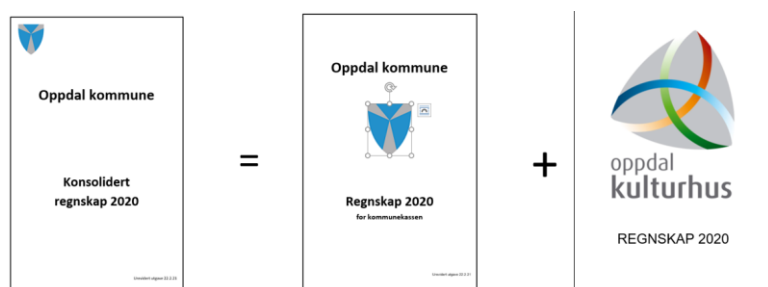 Oppdal kommune
Konsolidert
regnskap 2020
=
Oppdal kommune
Regnskap 2020
for kommunekassen
+
oppdal
kulturhus
REGNSKAP 2020